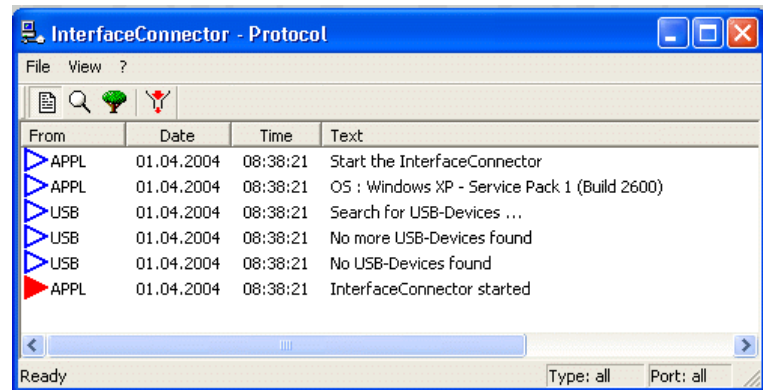 InterfaceConnector - Protocol
File View ?
From Date Time Text
APPL 01.04.2004 08:38:21 Start the InterfaceConnector
APPL 01.04.2004 08:38:21 OS : Windows XP - Service Pack 1 (Build 2600)
USB 01.04.2004 08:38:21 Search for USB-Devices ...
USB 01.04.2004 08:38:21 No more USB-Devices found
USB 01.04.2004 08:38:21 No USB-Devices found
APPL 01.04.2004 08:38:21 InterfaceConnector started
Ready Type: all Port: all